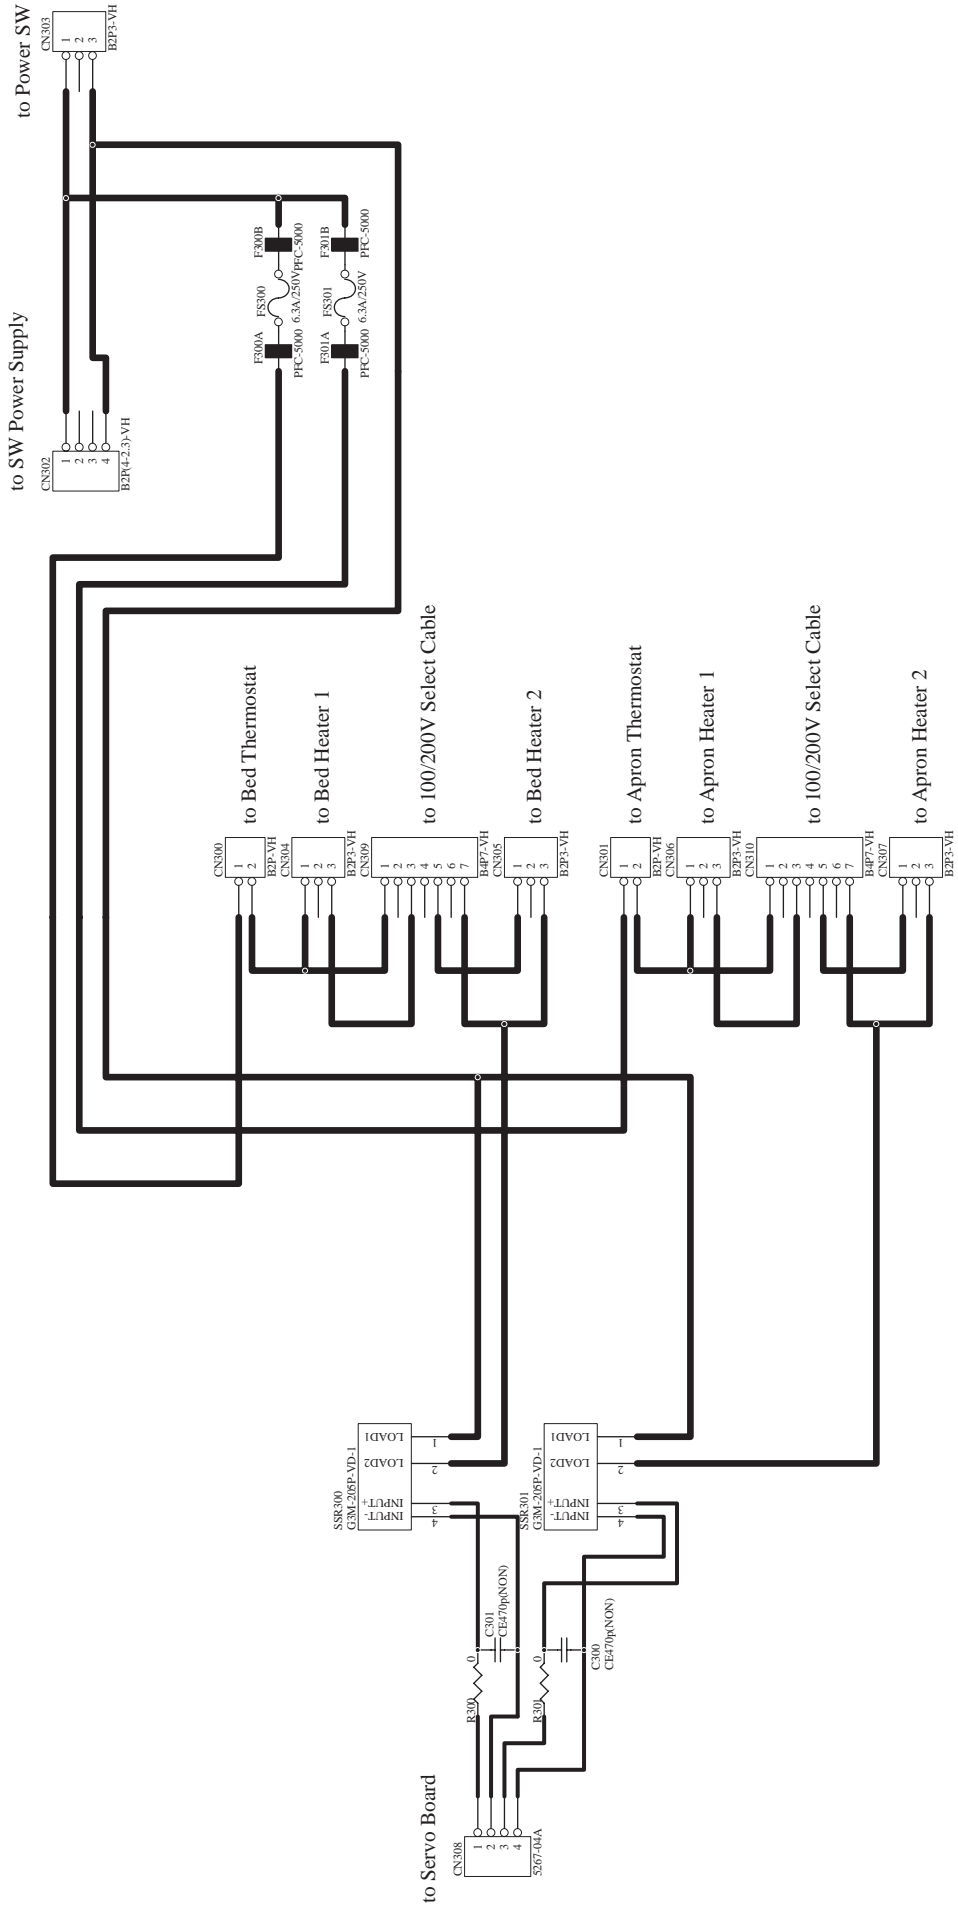 to Power SW
CN303
1
2
3
B2P3-VH
to SW Power Supply
CN302
1
2
3
4
B2P(4-2.3)-VH
F300B
PFC-5000
FS300
6.3A/250V
F300A
PFC-5000
F301B
PFC-5000
FS301
6.3A/250V
F301A
PFC-5000
to Bed Thermostat
CN300
1
2
B2P-VH
to Bed Heater 1
CN304
1
2
3
B2P3-VH
to 100/200V Select Cable
CN309
1
2
3
4
5
6
7
B4P7-VH
to Bed Heater 2
CN305
1
2
3
B2P3-VH
to Apron Thermostat
CN301
1
2
B2P-VH
to Apron Heater 1
CN306
1
2
3
B2P3-VH
to 100/200V Select Cable
CN310
1
2
3
4
5
6
7
B4P7-VH
to Apron Heater 2
CN307
1
2
3
B2P3-VH
SSR300
G3M-205P-VD-1
LOAD1
1
LOAD2
2
INPUT+
3
INPUT-
4
SSR301
G3M-205P-VD-1
LOAD1
1
LOAD2
2
INPUT+
3
INPUT-
4
C301
CE470p(NON)
R300
0
C300
CE470p(NON)
R301
0
to Servo Board
CN308
1
2
3
4
5267-04A